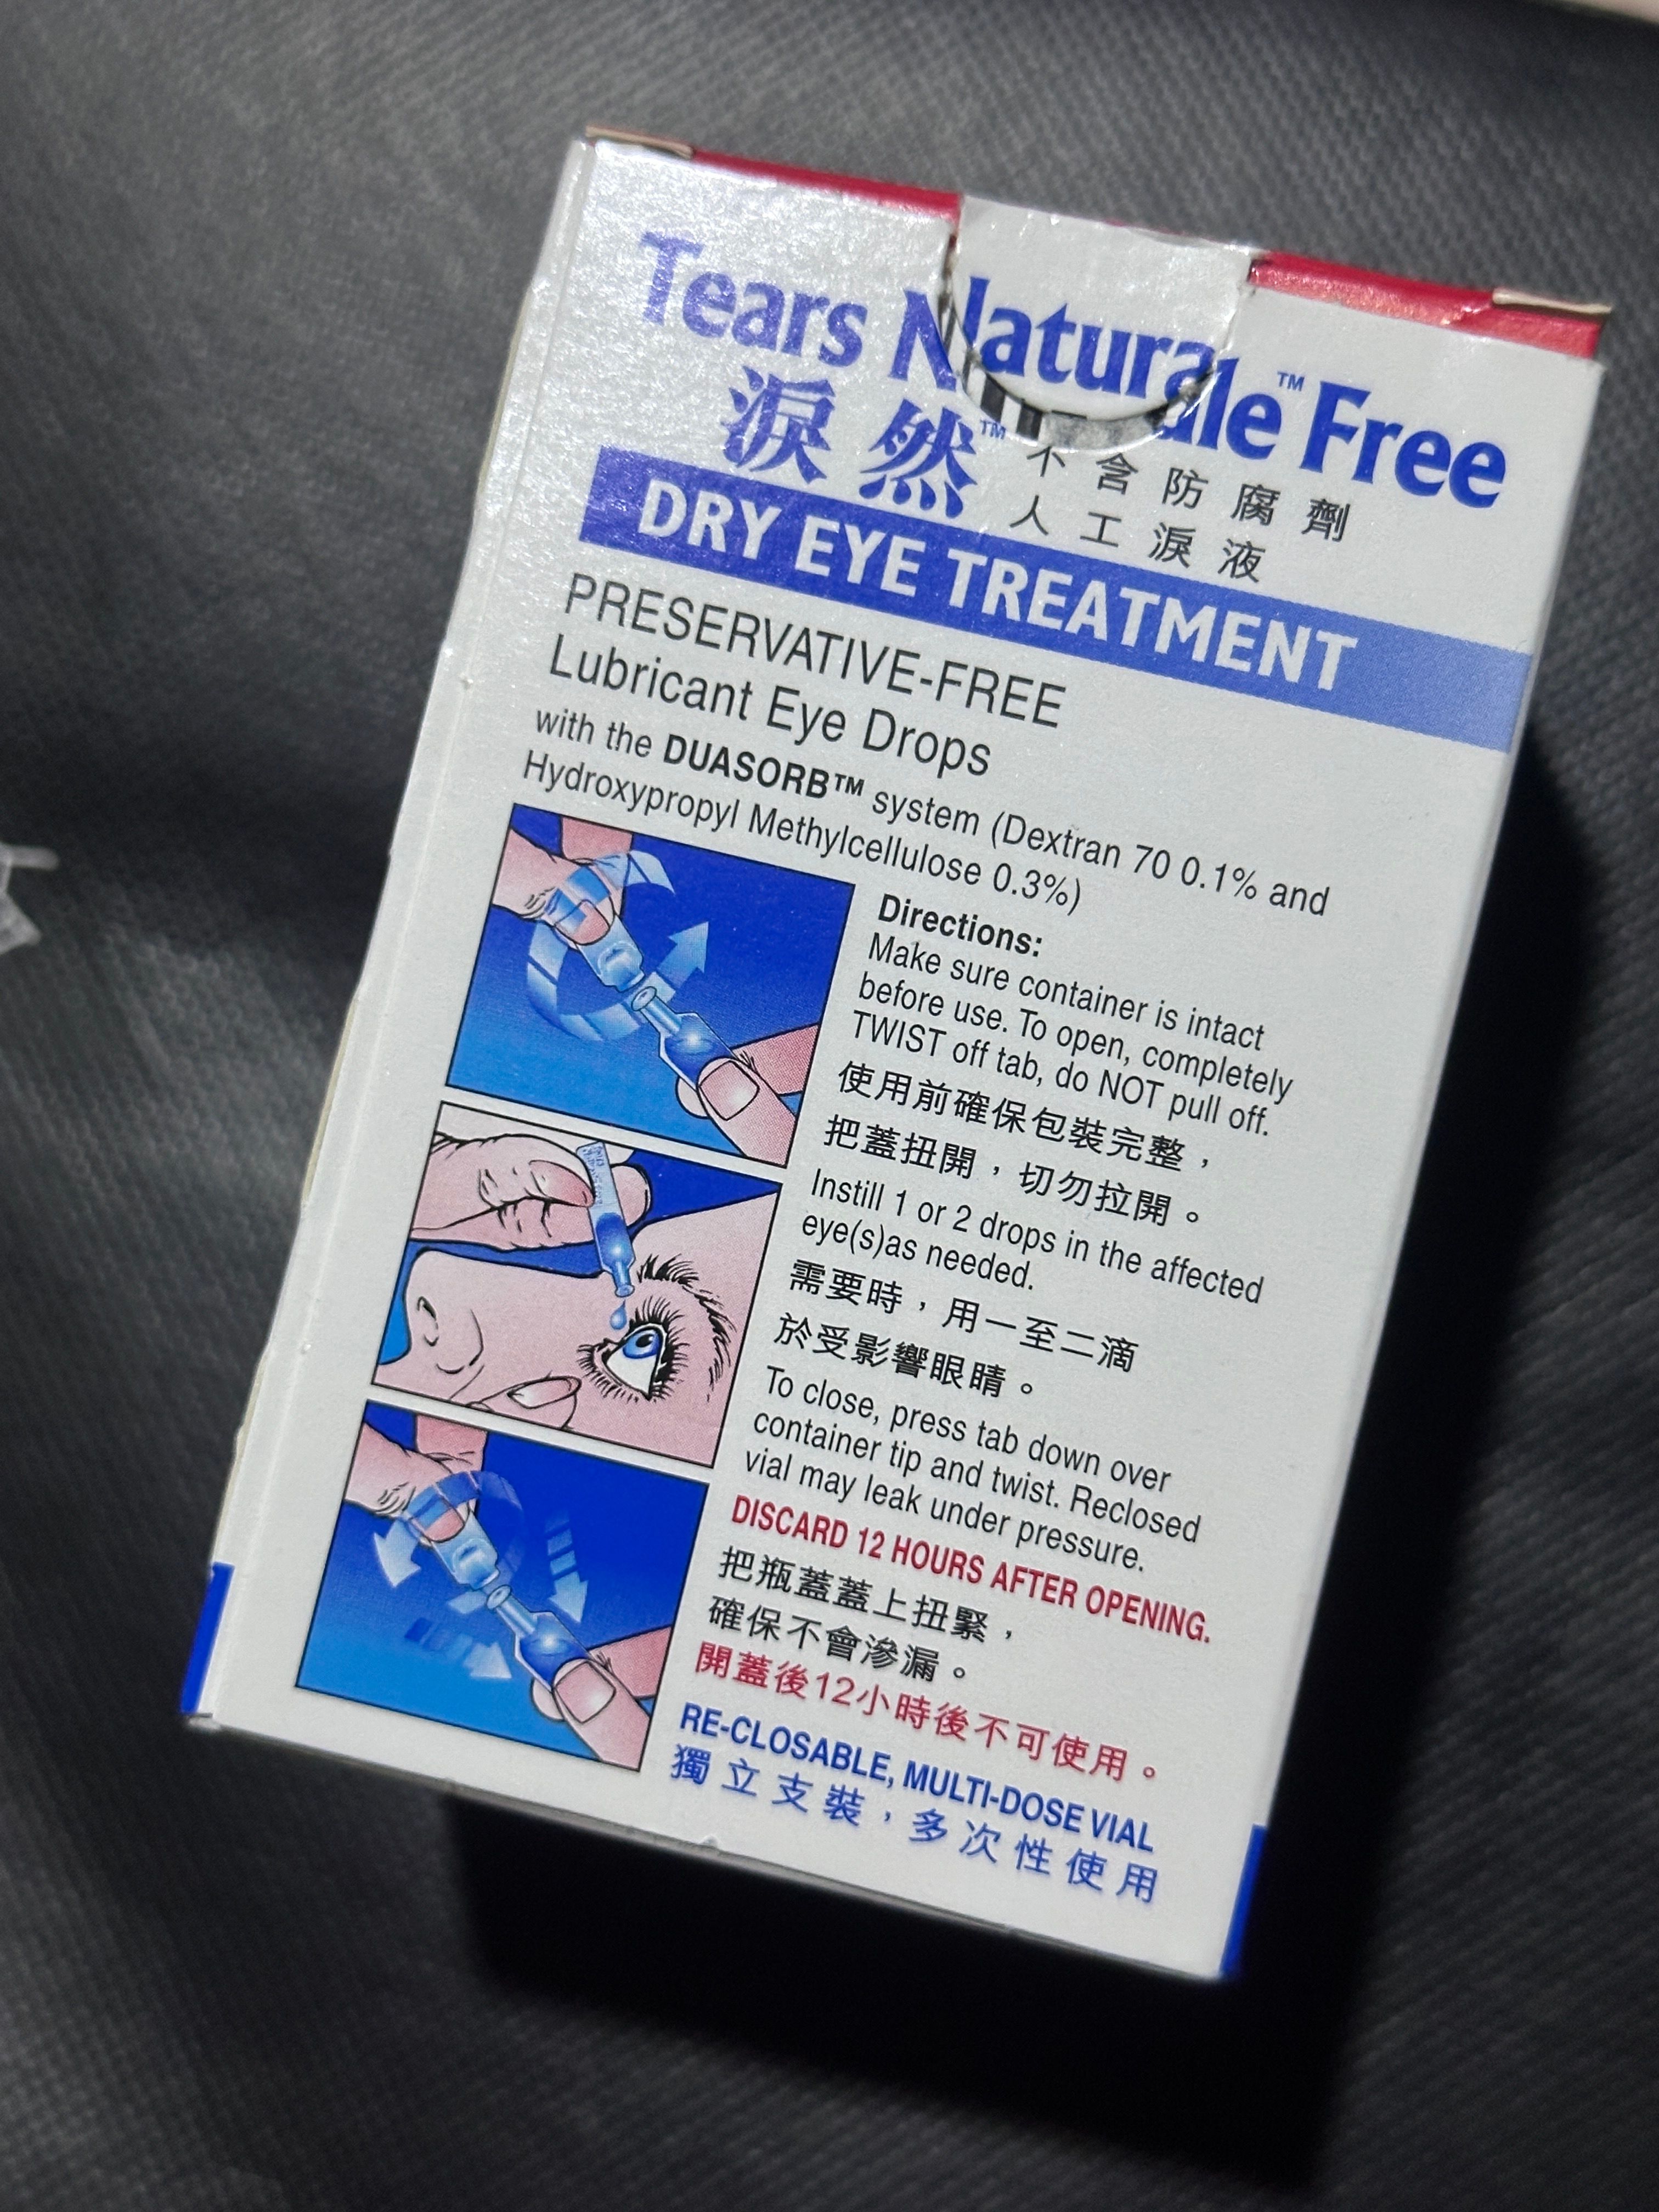 Tears Naturale™ Free
淚然™ 不含防腐劑
人工淚液
DRY EYE TREATMENT
PRESERVATIVE-FREE
Lubricant Eye Drops
with the DUASORB™ system (Dextran 70 0.1% and
Hydroxypropyl Methylcellulose 0.3%)
Directions:
Make sure container is intact
before use. To open, completely
TWIST off tab, do NOT pull off.
使用前確保包裝完整，
把蓋扭開，切勿拉開。
Instill 1 or 2 drops in the affected
eye(s)as needed.
需要時，用一至二滴
於受影響眼睛。
To close, press tab down over
container tip and twist. Reclosed
vial may leak under pressure.
DISCARD 12 HOURS AFTER OPENING.
把瓶蓋蓋上扭緊，
確保不會滲漏。
開蓋後12小時後不可使用。
RE-CLOSABLE, MULTI-DOSE VIAL
獨立支裝，多次性使用